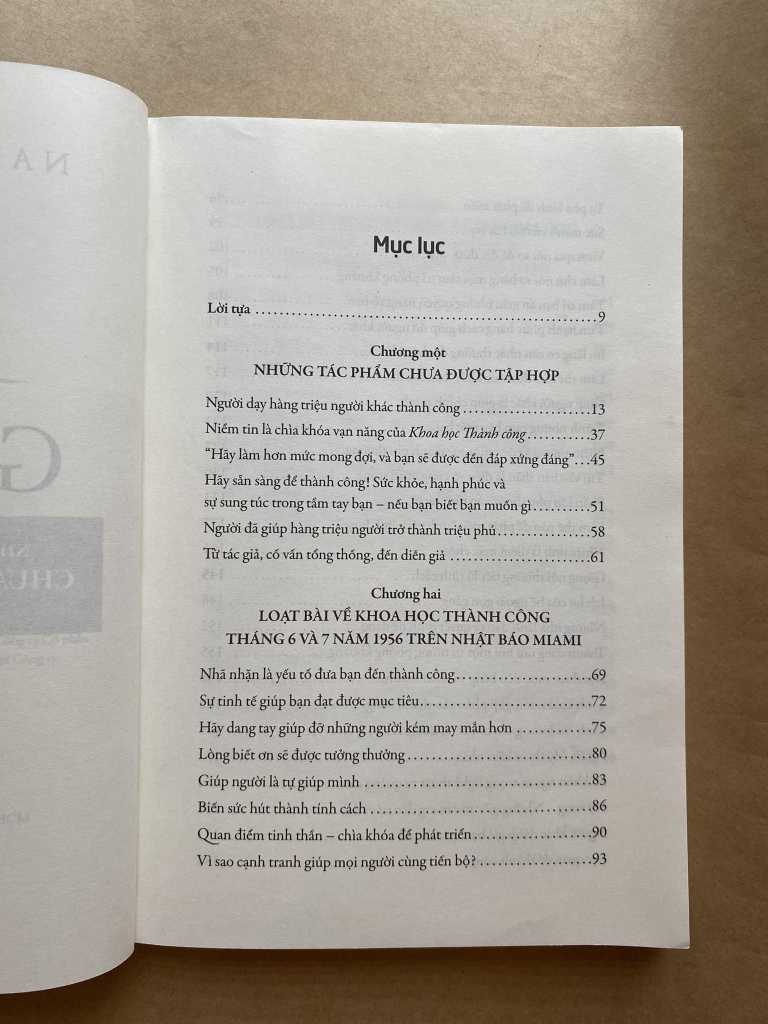 Mục lục
Lời tựa ........................................................ 9
Chương một
NHỮNG TÁC PHẨM CHƯA ĐƯỢC TẬP HỢP
Người dạy hàng triệu người khác thành công ..................... 13
Niềm tin là chìa khóa vạn năng của Khoa học Thành công ........... 37
“Hãy làm hơn mức mong đợi, và bạn sẽ được đền đáp xứng đáng”... 45
Hãy sẵn sàng để thành công! Sức khỏe, hạnh phúc và
sự sung túc trong tầm tay bạn – nếu bạn biết bạn muốn gì .......... 51
Người đã giúp hàng triệu người trở thành triệu phú ............... 58
Từ tác giả, cố vấn tổng thống, đến diễn giả ........................ 61
Chương hai
LOẠT BÀI VỀ KHOA HỌC THÀNH CÔNG
THÁNG 6 VÀ 7 NĂM 1956 TRÊN NHẬT BÁO MIAMI
Nhã nhặn là yếu tố đưa bạn đến thành công ...................... 69
Sự tinh tế giúp bạn đạt được mục tiêu ............................ 72
Hãy dang tay giúp đỡ những người kém may mắn hơn ............. 75
Lòng biết ơn sẽ được tưởng thưởng .............................. 80
Giúp người là tự giúp mình ...................................... 83
Biến sức hút thành tính cách ..................................... 86
Quan điểm tinh thần – chìa khóa để phát triển .................... 90
Vì sao cạnh tranh giúp mọi người cùng tiến bộ? ................... 93